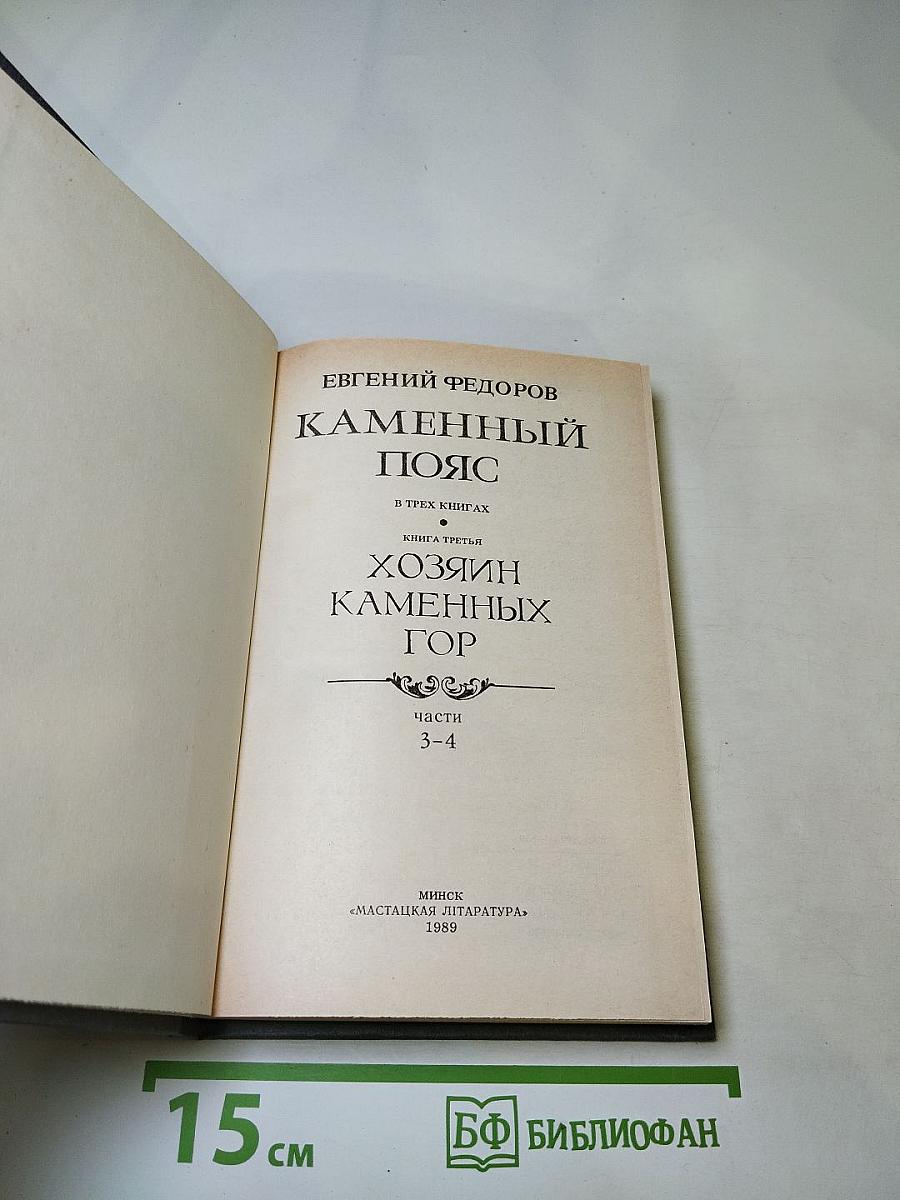 ЕВГЕНИЙ ФЕДОРОВ
КАМЕННЫЙ
ПОЯС
В ТРЕХ КНИГАХ
•
КНИГА ТРЕТЬЯ
ХОЗЯИН
КАМЕННЫХ
ГОР
части
3-4
МИНСК
«МАСТАЦКАЯ ЛІТАРАТУРА»
1989
15 см
БФ БИБЛИОФАН